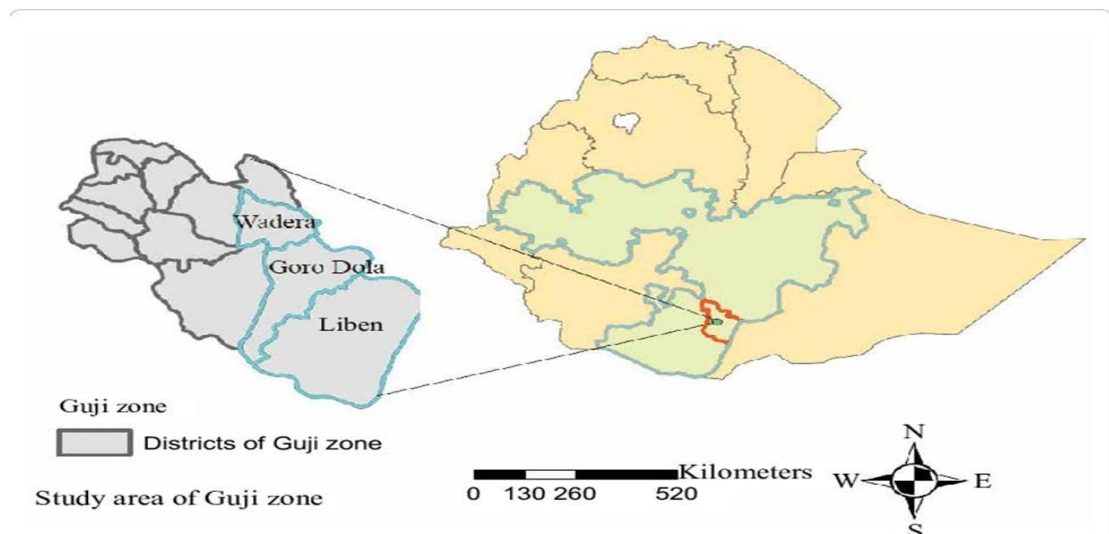 Wadera
Goro Dola
Liben
Guji zone
Districts of Guji zone
Study area of Guji zone
Kilometers
0 130 260 520
N
W E
S